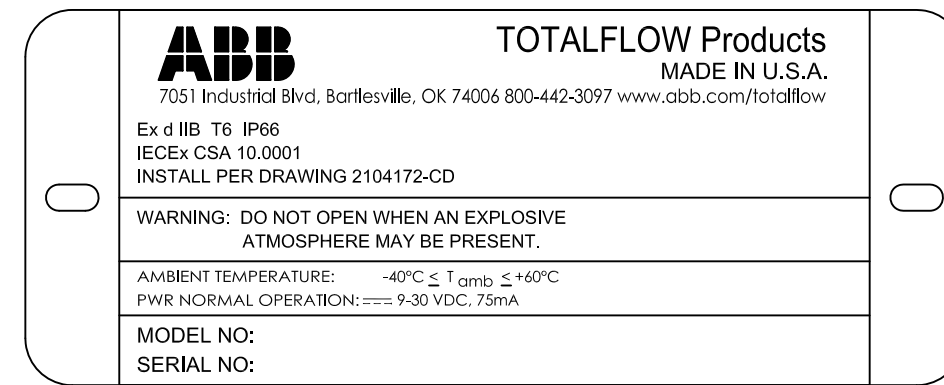 ABB
TOTALFLOW Products
MADE IN U.S.A.
7051 Industrial Blvd, Bartlesville, OK 74006 800-442-3097 www.abb.com/totalflow
Ex d IIB T6 IP66
IECEx CSA 10.0001
INSTALL PER DRAWING 2104172-CD
WARNING: DO NOT OPEN WHEN AN EXPLOSIVE
ATMOSPHERE MAY BE PRESENT.
AMBIENT TEMPERATURE: -40°C ≤ T amb ≤ +60°C
PWR NORMAL OPERATION: ⎓ 9-30 VDC, 75mA
MODEL NO:
SERIAL NO: